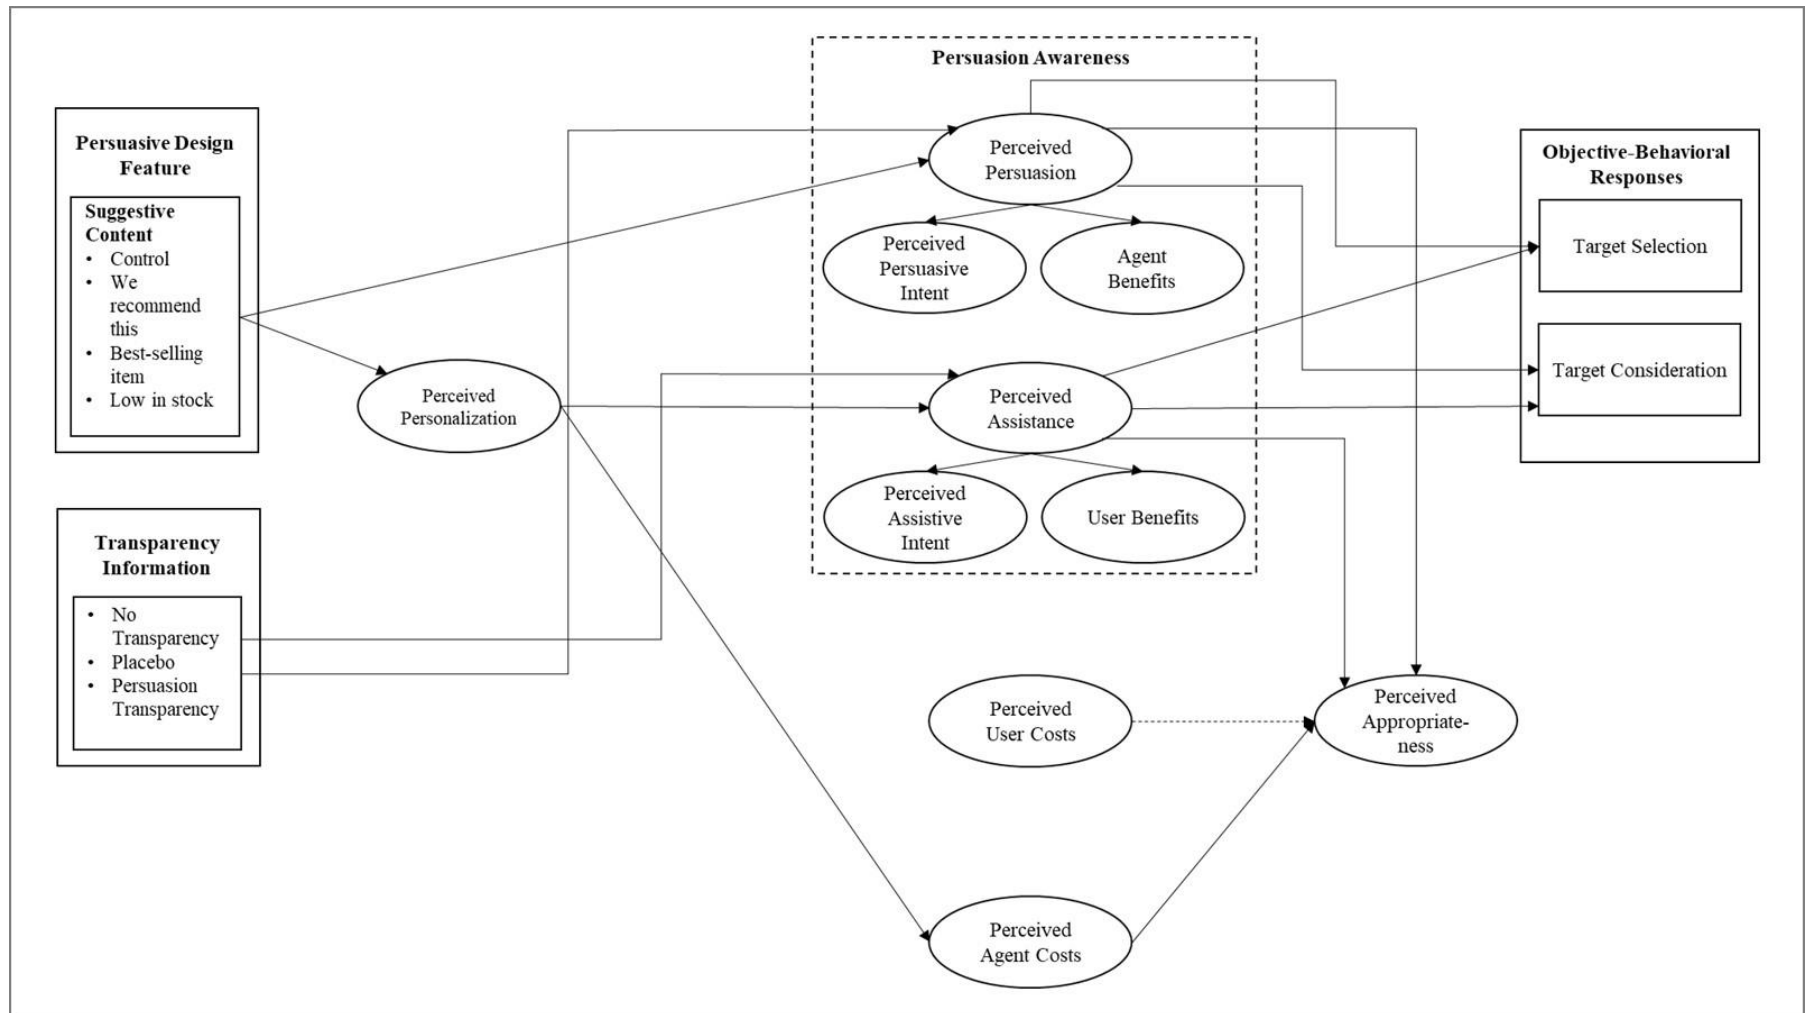 Persuasion Awareness
Persuasive Design
Feature
Suggestive
Content
• Control
• We
recommend
this
• Best-selling
item
• Low in stock
Perceived
Persuasion
Perceived
Persuasive
Intent
Agent
Benefits
Objective-Behavioral
Responses
Target Selection
Target Consideration
Perceived
Personalization
Perceived
Assistance
Perceived
Assistive
Intent
User Benefits
Transparency
Information
• No
Transparency
• Placebo
• Persuasion
Transparency
Perceived
User Costs
Perceived
Appropriate-
ness
Perceived
Agent Costs